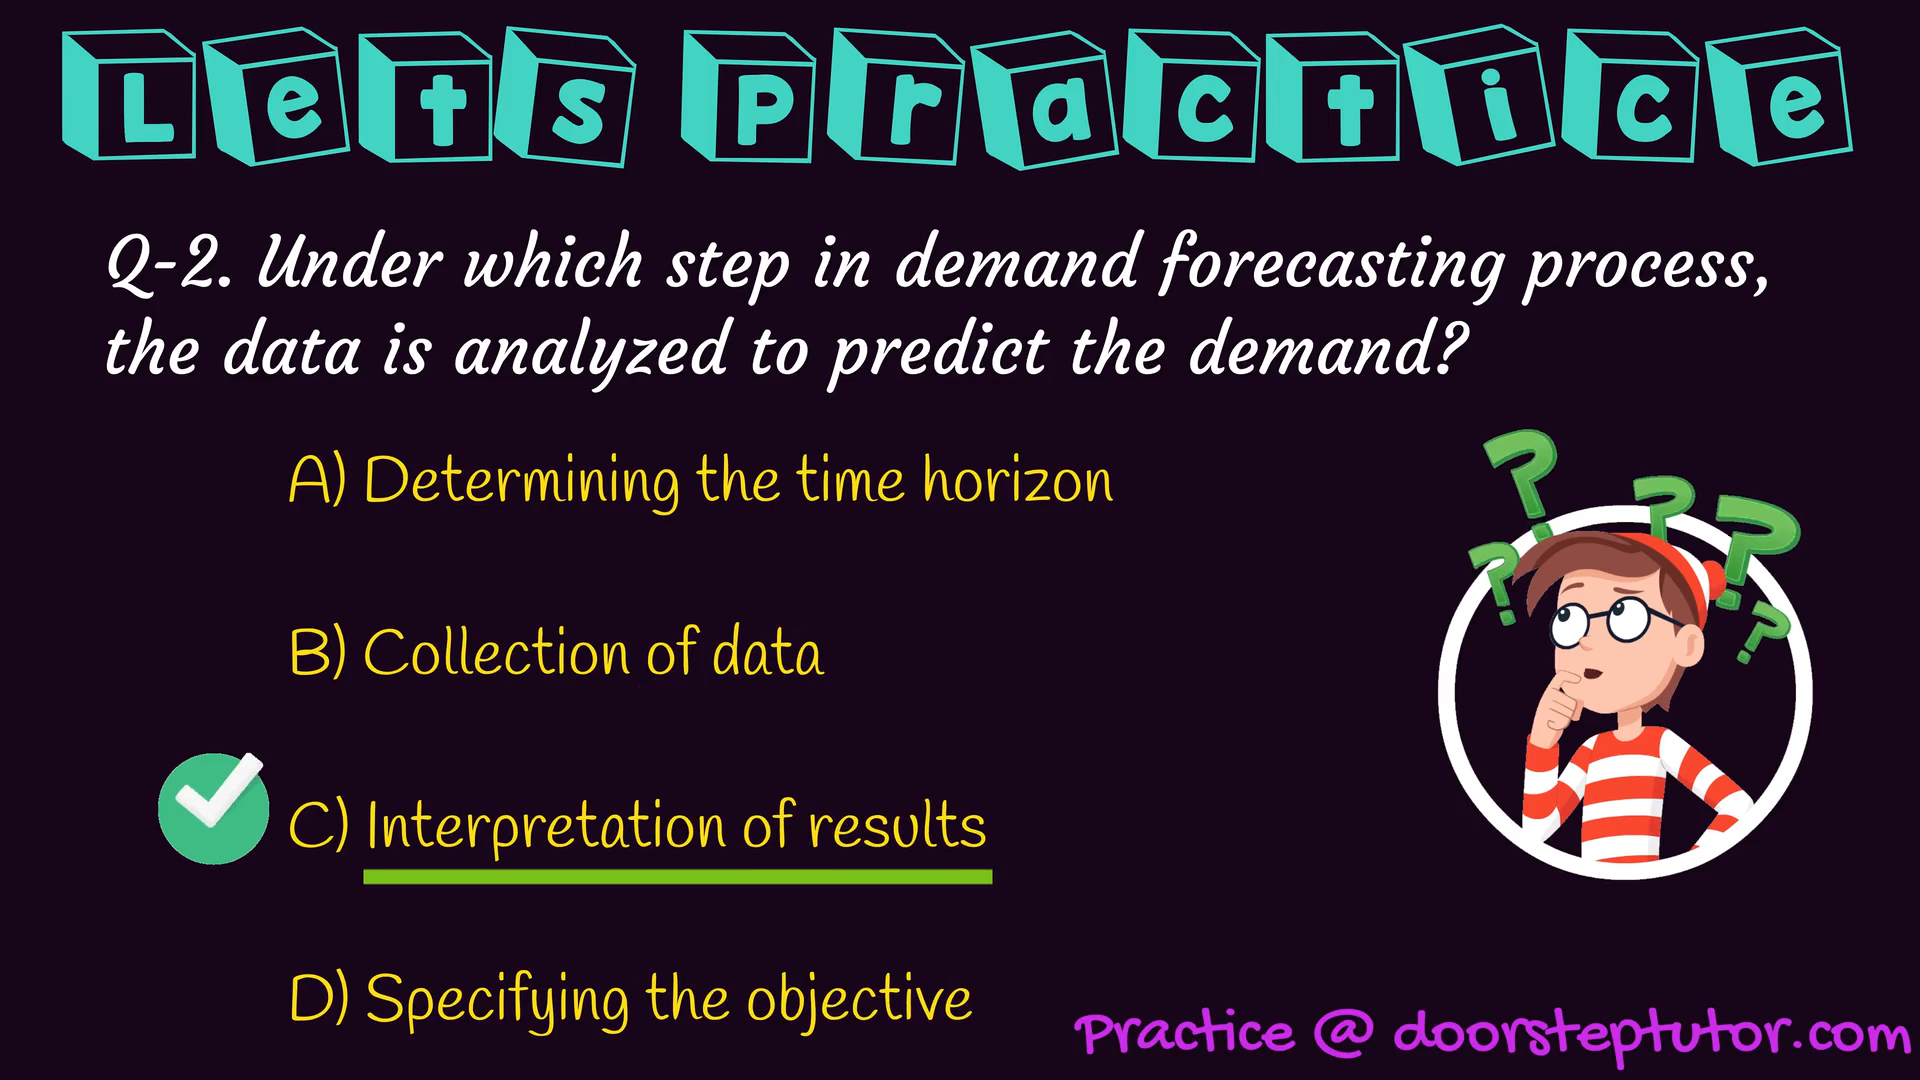 Lets practice
Q-2. Under which step in demand forecasting process,
the data is analyzed to predict the demand?
A) Determining the time horizon
B) Collection of data
C) Interpretation of results
D) Specifying the objective
Practice @ doorsteptutor.com